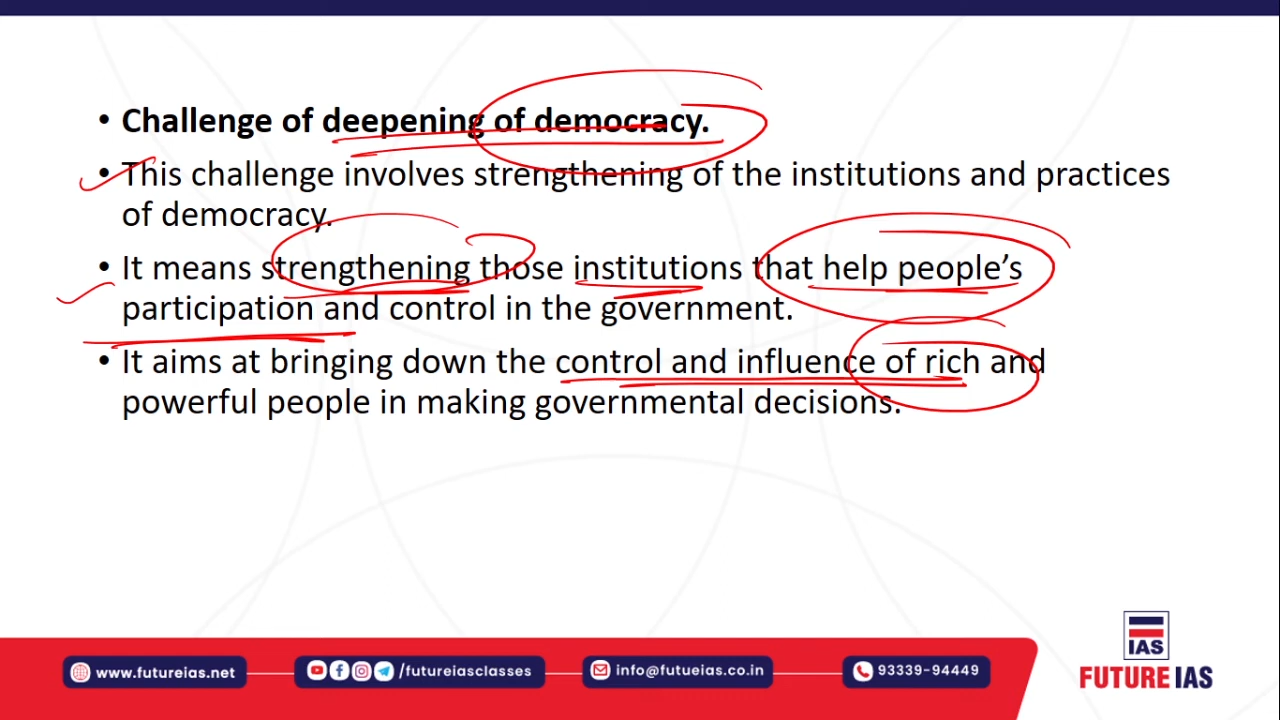 • Challenge of deepening of democracy.
• This challenge involves strengthening of the institutions and practices
of democracy.
• It means strengthening those institutions that help people's
participation and control in the government.
• It aims at bringing down the control and influence of rich and
powerful people in making governmental decisions.
IAS
www.futureias.net
/futureiasclasses
info@futueias.co.in
93339-94449
FUTURE IAS